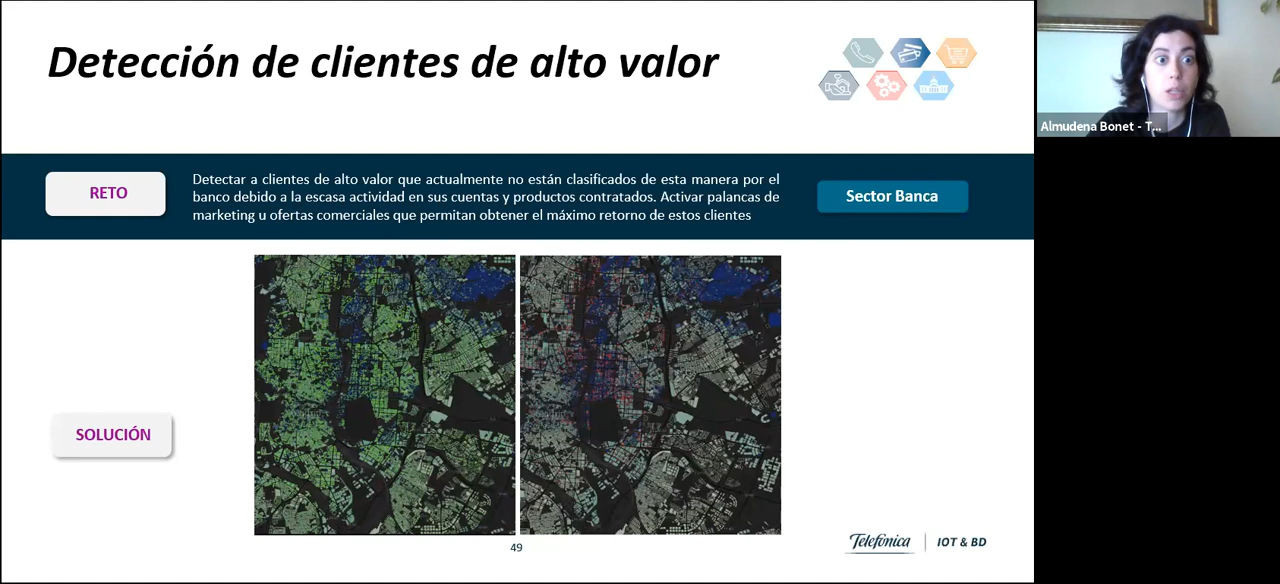 Detección de clientes de alto valor
Almudena Bonet - T...
RETO
Detectar a clientes de alto valor que actualmente no están clasificados de esta manera por el
banco debido a la escasa actividad en sus cuentas y productos contratados. Activar palancas de
marketing u ofertas comerciales que permitan obtener el máximo retorno de estos clientes
Sector Banca
SOLUCIÓN
49
Telefónica
IOT & BD